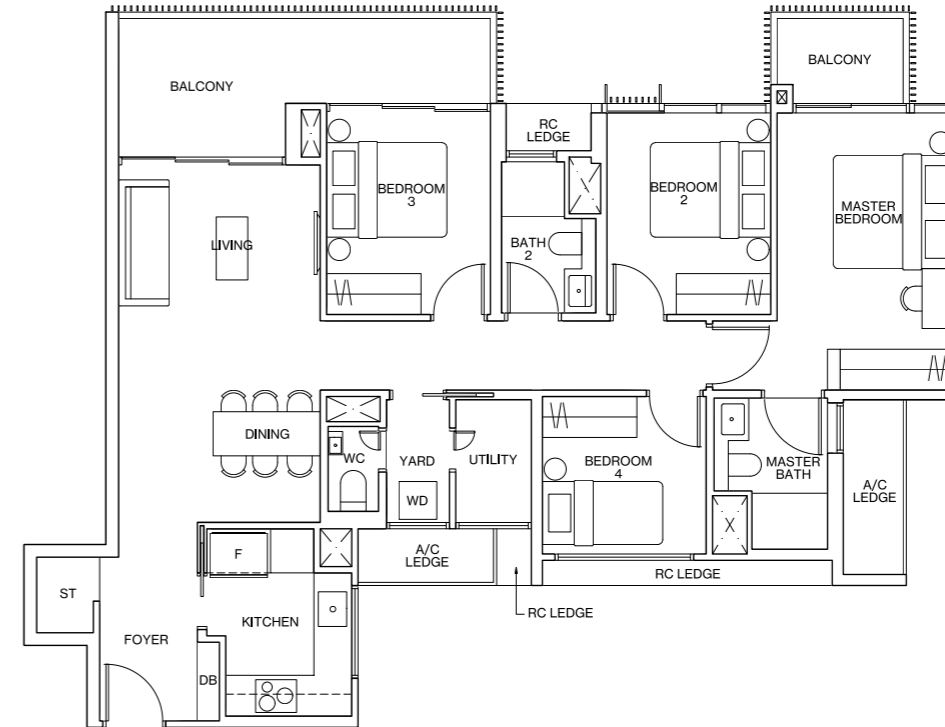 BALCONY
BALCONY
RC
LEDGE
BEDROOM
3
BEDROOM
2
MASTER
BEDROOM
LIVING
BATH
2
DINING
WC
YARD
UTILITY
BEDROOM
4
MASTER
BATH
WD
A/C
LEDGE
F
A/C
LEDGE
RC LEDGE
ST
RC LEDGE
KITCHEN
FOYER
DB